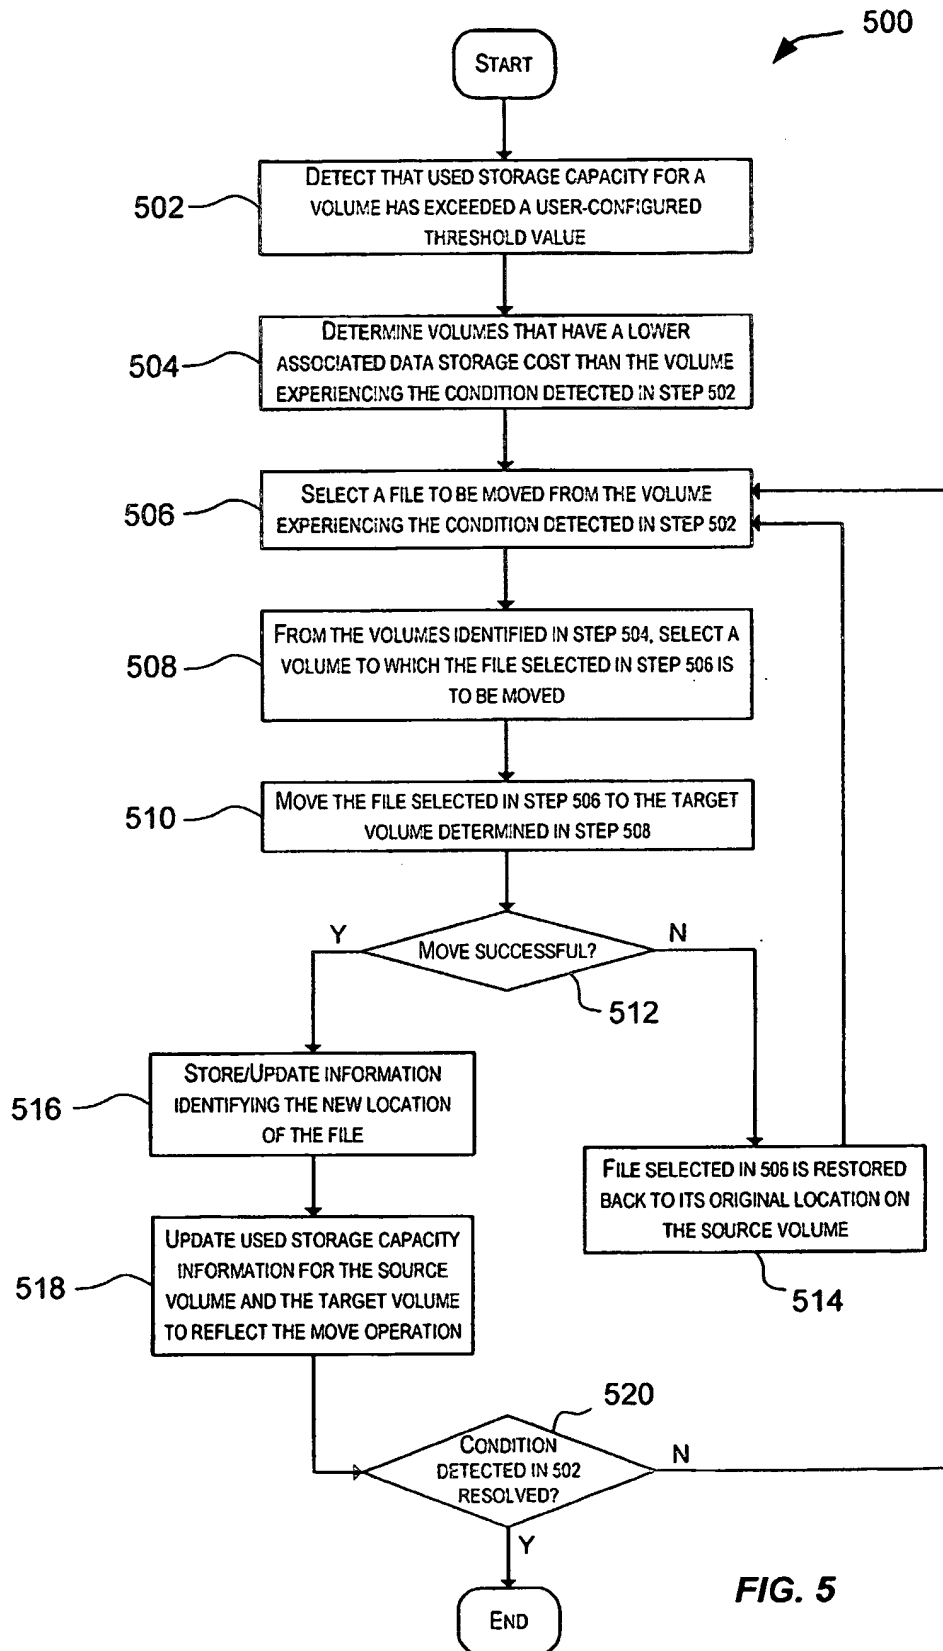 500
START
502
DETECT THAT USED STORAGE CAPACITY FOR A
VOLUME HAS EXCEEDED A USER-CONFIGURED
THRESHOLD VALUE
504
DETERMINE VOLUMES THAT HAVE A LOWER
ASSOCIATED DATA STORAGE COST THAN THE VOLUME
EXPERIENCING THE CONDITION DETECTED IN STEP 502
506
SELECT A FILE TO BE MOVED FROM THE VOLUME
EXPERIENCING THE CONDITION DETECTED IN STEP 502
508
FROM THE VOLUMES IDENTIFIED IN STEP 504, SELECT A
VOLUME TO WHICH THE FILE SELECTED IN STEP 506 IS
TO BE MOVED
510
MOVE THE FILE SELECTED IN STEP 506 TO THE TARGET
VOLUME DETERMINED IN STEP 508
Y
MOVE SUCCESSFUL?
N
512
516
STORE/UPDATE INFORMATION
IDENTIFYING THE NEW LOCATION
OF THE FILE
FILE SELECTED IN 506 IS RESTORED
BACK TO ITS ORIGINAL LOCATION ON
THE SOURCE VOLUME
514
518
UPDATE USED STORAGE CAPACITY
INFORMATION FOR THE SOURCE
VOLUME AND THE TARGET VOLUME
TO REFLECT THE MOVE OPERATION
520
CONDITION
DETECTED IN 502
RESOLVED?
N
Y
END
FIG. 5